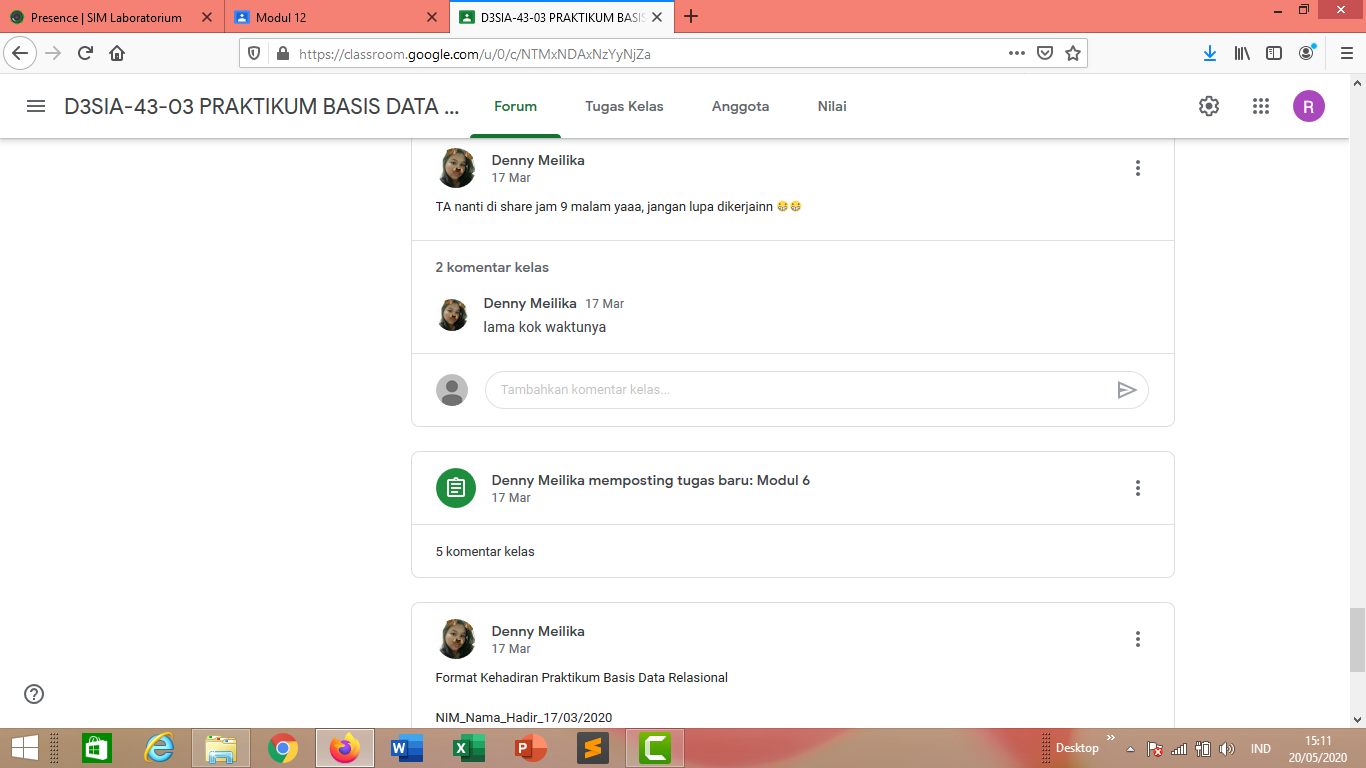 Presence | SIM Laboratorium
Modul 12
D3SIA-43-03 PRAKTIKUM BASIS
https://classroom.google.com/u/0/c/NTMxNDAxNzYyNjZa
D3SIA-43-03 PRAKTIKUM BASIS DATA ...
Forum
Tugas Kelas
Anggota
Nilai
R
Denny Meilika
17 Mar
TA nanti di share jam 9 malam yaaa, jangan lupa dikerjainn 😂😂
2 komentar kelas
Denny Meilika 17 Mar
lama kok waktunya
Tambahkan komentar kelas...
Denny Meilika memposting tugas baru: Modul 6
17 Mar
5 komentar kelas
Denny Meilika
17 Mar
Format Kehadiran Praktikum Basis Data Relasional
NIM_Nama_Hadir_17/03/2020
Desktop
IND
15:11
20/05/2020